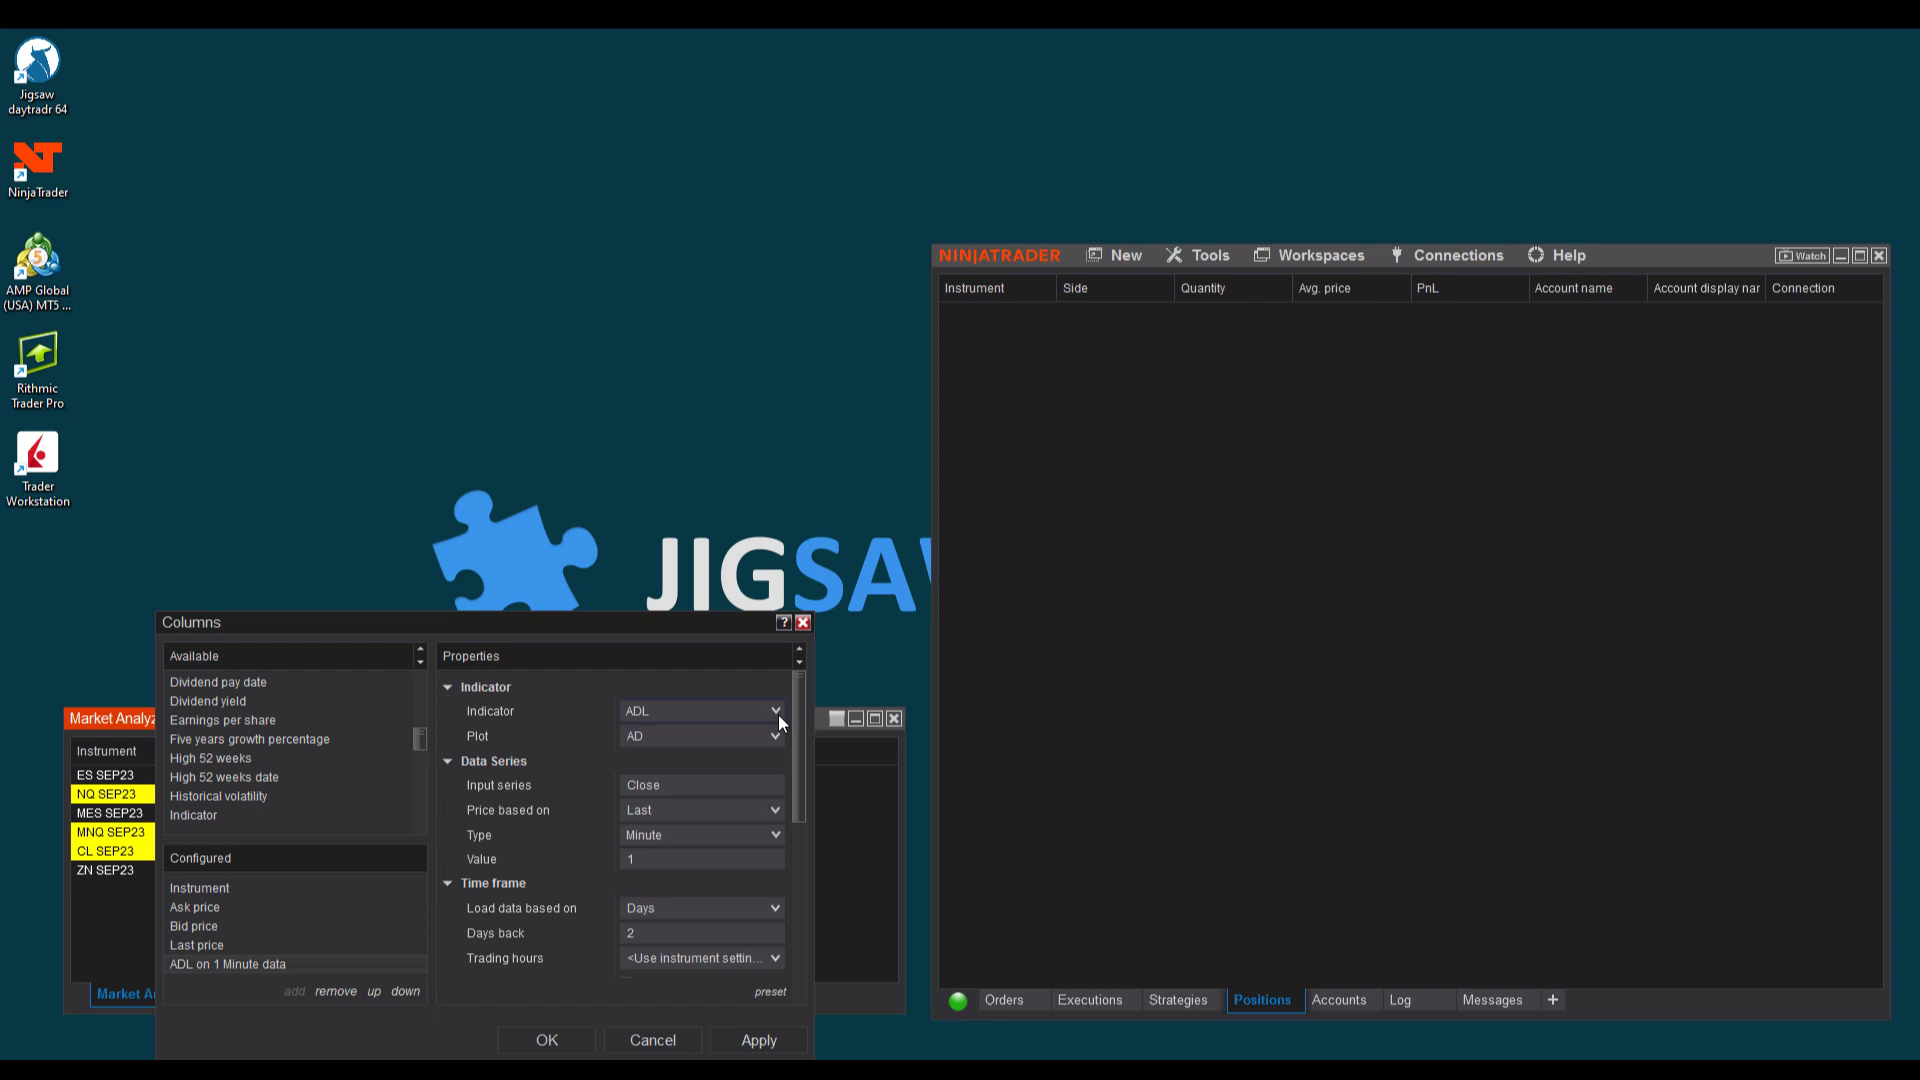 Jigsaw
daytradr 64
NinjaTrader
5
AMP Global
(USA) MT5 ...
Rithmic
Trader Pro
Trader
Workstation
JIGSA
NINJATRADER New Tools Workspaces Connections Help Watch
Instrument Side Quantity Avg. price PnL Account name Account display nar Connection
Orders Executions Strategies Positions Accounts Log Messages +
Market Analyz
Instrument
ES SEP23
NQ SEP23
MES SEP23
MNQ SEP23
CL SEP23
ZN SEP23
Market A
Columns ?
Available
Dividend pay date
Dividend yield
Earnings per share
Five years growth percentage
High 52 weeks
High 52 weeks date
Historical volatility
Indicator
Configured
Instrument
Ask price
Bid price
Last price
ADL on 1 Minute data
add remove up down
Properties
Indicator
Indicator ADL
Plot AD
Data Series
Input series Close
Price based on Last
Type Minute
Value 1
Time frame
Load data based on Days
Days back 2
Trading hours <Use instrument settin...
preset
OK Cancel Apply